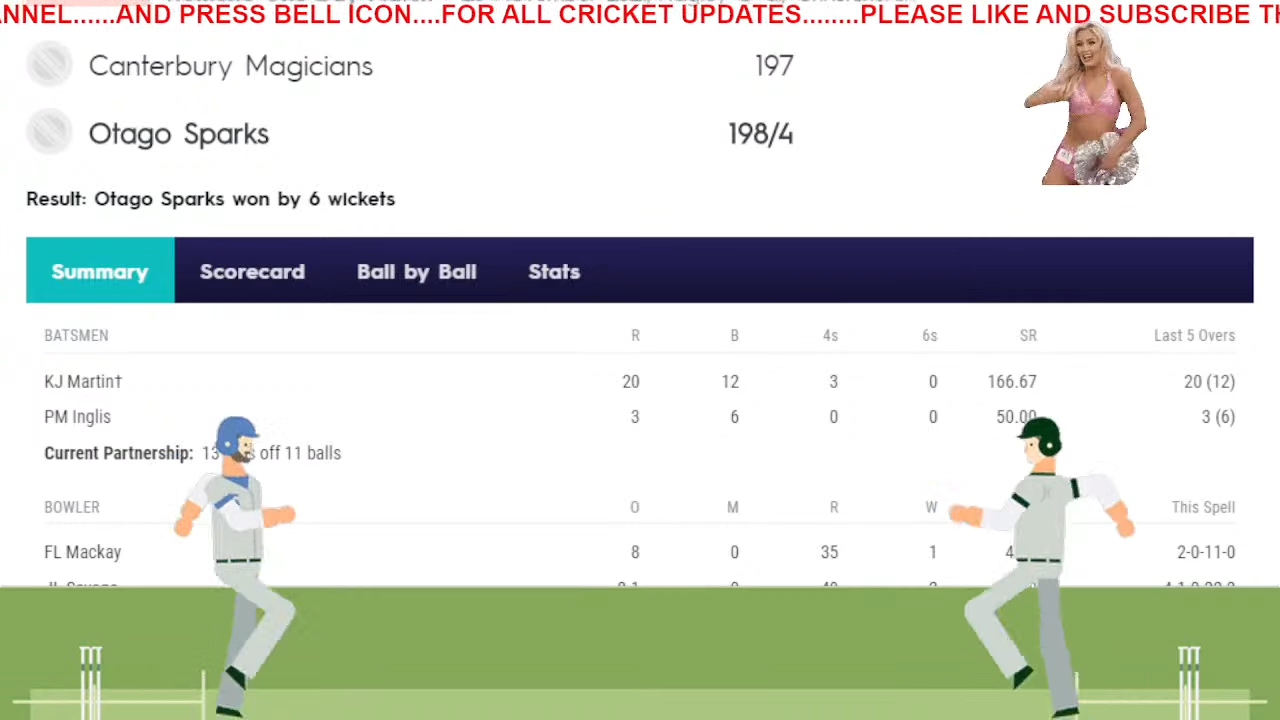 ANNEL......AND PRESS BELL ICON....FOR ALL CRICKET UPDATES........PLEASE LIKE AND SUBSCRIBE TH
Canterbury Magicians 197
Otago Sparks 198/4
Result: Otago Sparks won by 6 wickets
Summary Scorecard Ball by Ball Stats
BATSMEN R B 4s 6s SR Last 5 Overs
KJ Martin† 20 12 3 0 166.67 20 (12)
PM Inglis 3 6 0 0 50.00 3 (6)
Current Partnership: 13 off 11 balls
BOWLER O M R W This Spell
FL Mackay 8 0 35 1 4. 2-0-11-0